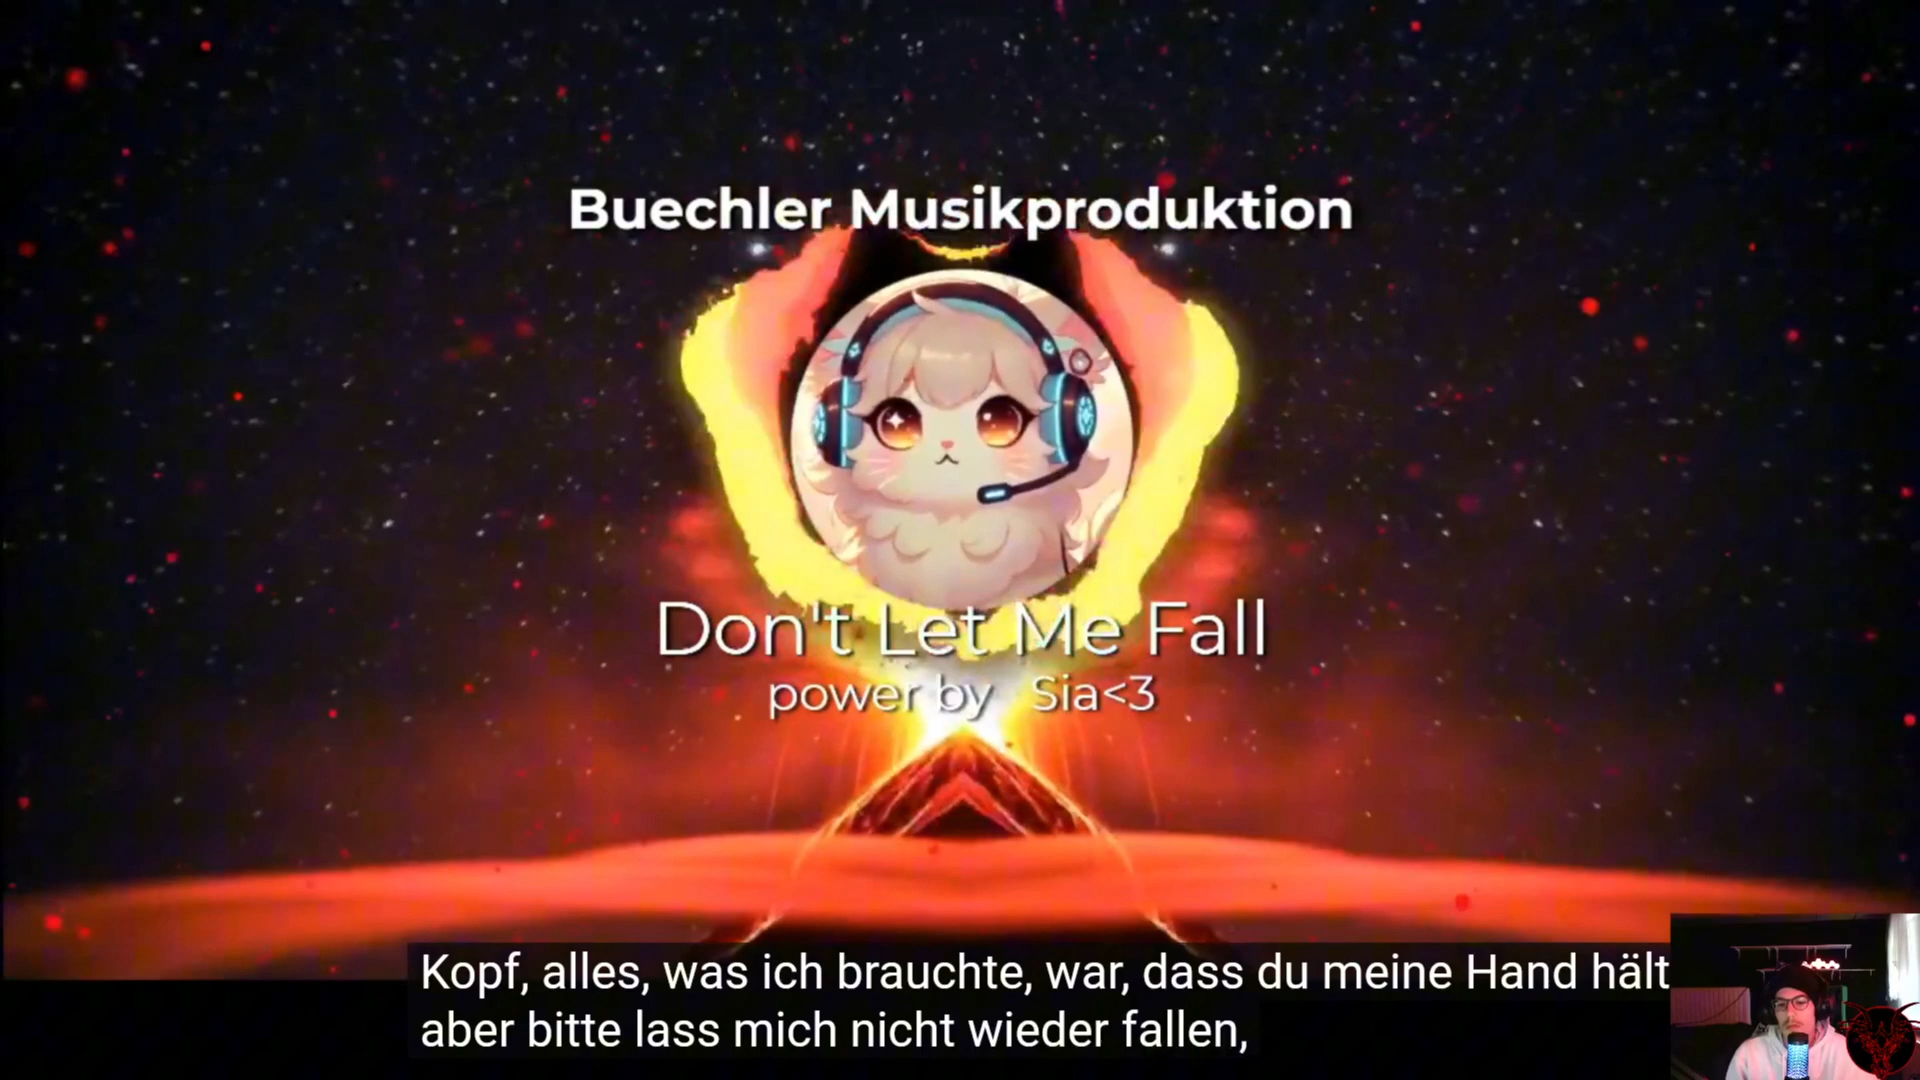 Buechler Musikproduktion
Don't Let Me Fall
power by Sia<3
Kopf, alles, was ich brauchte, war, dass du meine Hand hält
aber bitte lass mich nicht wieder fallen,